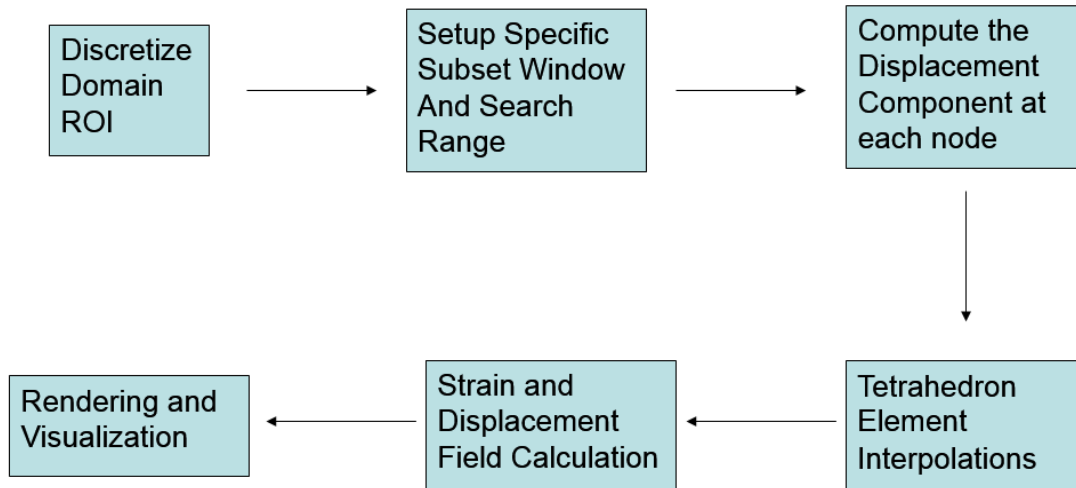 Discretize
Domain
ROI
Setup Specific
Subset Window
And Search
Range
Compute the
Displacement
Component at
each node
Tetrahedron
Element
Interpolations
Strain and
Displacement
Field Calculation
Rendering and
Visualization